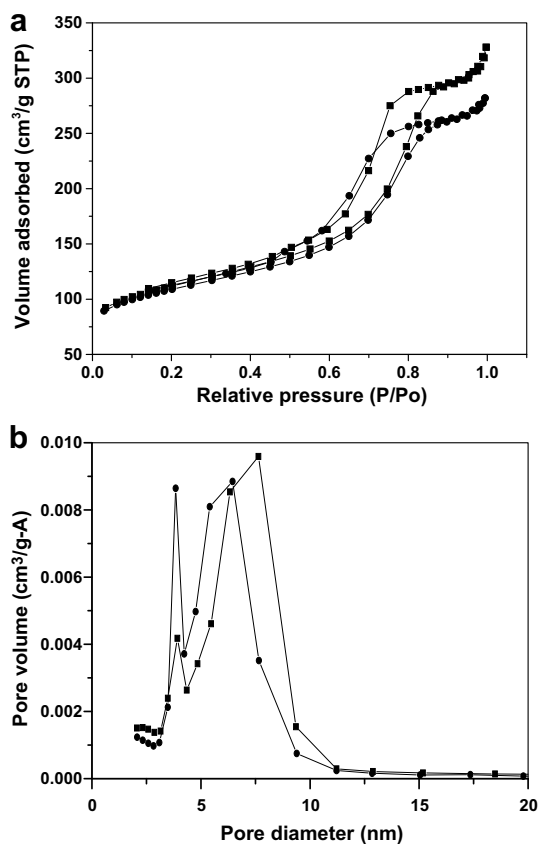 a
350
300
250
200
150
100
50
Volume adsorbed (cm³/g STP)
0.0 0.2 0.4 0.6 0.8 1.0
Relative pressure (P/Po)
b
0.010
0.008
0.006
0.004
0.002
0.000
Pore volume (cm³/g-A)
0 5 10 15 20
Pore diameter (nm)